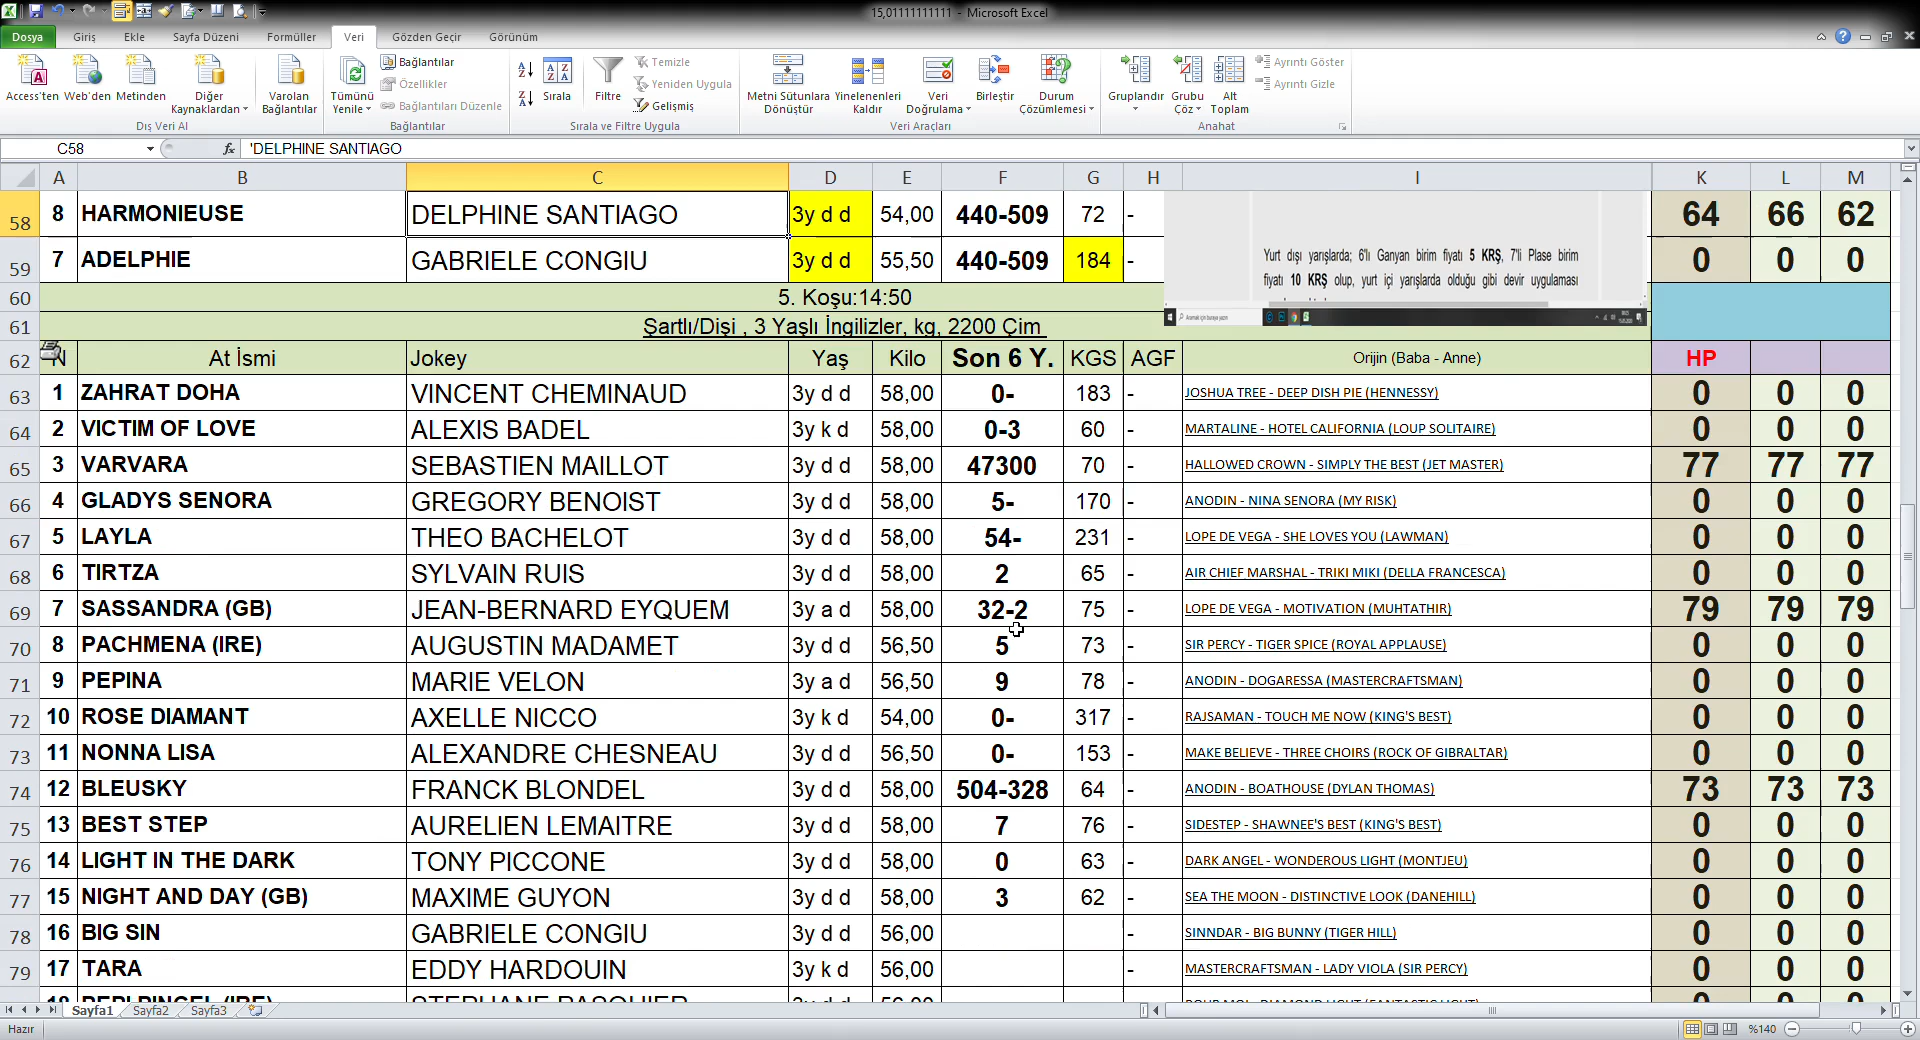 15,01111111111 - Microsoft Excel
Dosya Giriş Ekle Sayfa Düzeni Formüller Veri Gözden Geçir Görünüm
Access'ten Web'den Metinden Diğer Kaynaklardan Varolan Bağlantılar Tümünü Yenile Bağlantılar Özellikler Bağlantıları Düzenle Sırala Filtre Temizle Yeniden Uygula Gelişmiş Metni Sütunlara Dönüştür Yinelenenleri Kaldır Veri Doğrulama Birleştir Durum Çözümlemesi Gruplandır Grubu Çöz Alt Toplam Ayrıntı Göster Ayrıntı Gizle
Dış Veri Al Bağlantılar Sırala ve Filtre Uygula Veri Araçları Anahat
C58 fx 'DELPHINE SANTIAGO
A B C D E F G H I K L M
58 8 HARMONIEUSE DELPHINE SANTIAGO 3y d d 54,00 440-509 72 - 64 66 62
59 7 ADELPHIE GABRIELE CONGIU 3y d d 55,50 440-509 184 - 0 0 0
Yurt dışı yarışlarda; 6'lı Ganyan birim fiyatı 5 KRŞ, 7'li Plase birim
fiyatı 10 KRŞ olup, yurt içi yarışlarda olduğu gibi devir uygulaması
60 5. Koşu:14:50
61 Şartlı/Dişi , 3 Yaşlı İngilizler, kg, 2200 Çim
62 N At İsmi Jokey Yaş Kilo Son 6 Y. KGS AGF Orijin (Baba - Anne) HP
63 1 ZAHRAT DOHA VINCENT CHEMINAUD 3y d d 58,00 0- 183 - JOSHUA TREE - DEEP DISH PIE (HENNESSY) 0 0 0
64 2 VICTIM OF LOVE ALEXIS BADEL 3y k d 58,00 0-3 60 - MARTALINE - HOTEL CALIFORNIA (LOUP SOLITAIRE) 0 0 0
65 3 VARVARA SEBASTIEN MAILLOT 3y d d 58,00 47300 70 - HALLOWED CROWN - SIMPLY THE BEST (JET MASTER) 77 77 77
66 4 GLADYS SENORA GREGORY BENOIST 3y d d 58,00 5- 170 - ANODIN - NINA SENORA (MY RISK) 0 0 0
67 5 LAYLA THEO BACHELOT 3y d d 58,00 54- 231 - LOPE DE VEGA - SHE LOVES YOU (LAWMAN) 0 0 0
68 6 TIRTZA SYLVAIN RUIS 3y d d 58,00 2 65 - AIR CHIEF MARSHAL - TRIKI MIKI (DELLA FRANCESCA) 0 0 0
69 7 SASSANDRA (GB) JEAN-BERNARD EYQUEM 3y a d 58,00 32-2 75 - LOPE DE VEGA - MOTIVATION (MUHTATHIR) 79 79 79
70 8 PACHMENA (IRE) AUGUSTIN MADAMET 3y d d 56,50 5 73 - SIR PERCY - TIGER SPICE (ROYAL APPLAUSE) 0 0 0
71 9 PEPINA MARIE VELON 3y a d 56,50 9 78 - ANODIN - DOGARESSA (MASTERCRAFTSMAN) 0 0 0
72 10 ROSE DIAMANT AXELLE NICCO 3y k d 54,00 0- 317 - RAJSAMAN - TOUCH ME NOW (KING'S BEST) 0 0 0
73 11 NONNA LISA ALEXANDRE CHESNEAU 3y d d 56,50 0- 153 - MAKE BELIEVE - THREE CHOIRS (ROCK OF GIBRALTAR) 0 0 0
74 12 BLEUSKY FRANCK BLONDEL 3y d d 58,00 504-328 64 - ANODIN - BOATHOUSE (DYLAN THOMAS) 73 73 73
75 13 BEST STEP AURELIEN LEMAITRE 3y d d 58,00 7 76 - SIDESTEP - SHAWNEE'S BEST (KING'S BEST) 0 0 0
76 14 LIGHT IN THE DARK TONY PICCONE 3y d d 58,00 0 63 - DARK ANGEL - WONDEROUS LIGHT (MONTJEU) 0 0 0
77 15 NIGHT AND DAY (GB) MAXIME GUYON 3y d d 58,00 3 62 - SEA THE MOON - DISTINCTIVE LOOK (DANEHILL) 0 0 0
78 16 BIG SIN GABRIELE CONGIU 3y d d 56,00 - SINNDAR - BIG BUNNY (TIGER HILL) 0 0 0
79 17 TARA EDDY HARDOUIN 3y k d 56,00 - MASTERCRAFTSMAN - LADY VIOLA (SIR PERCY) 0 0 0
Sayfa1 Sayfa2 Sayfa3
Hazır %140